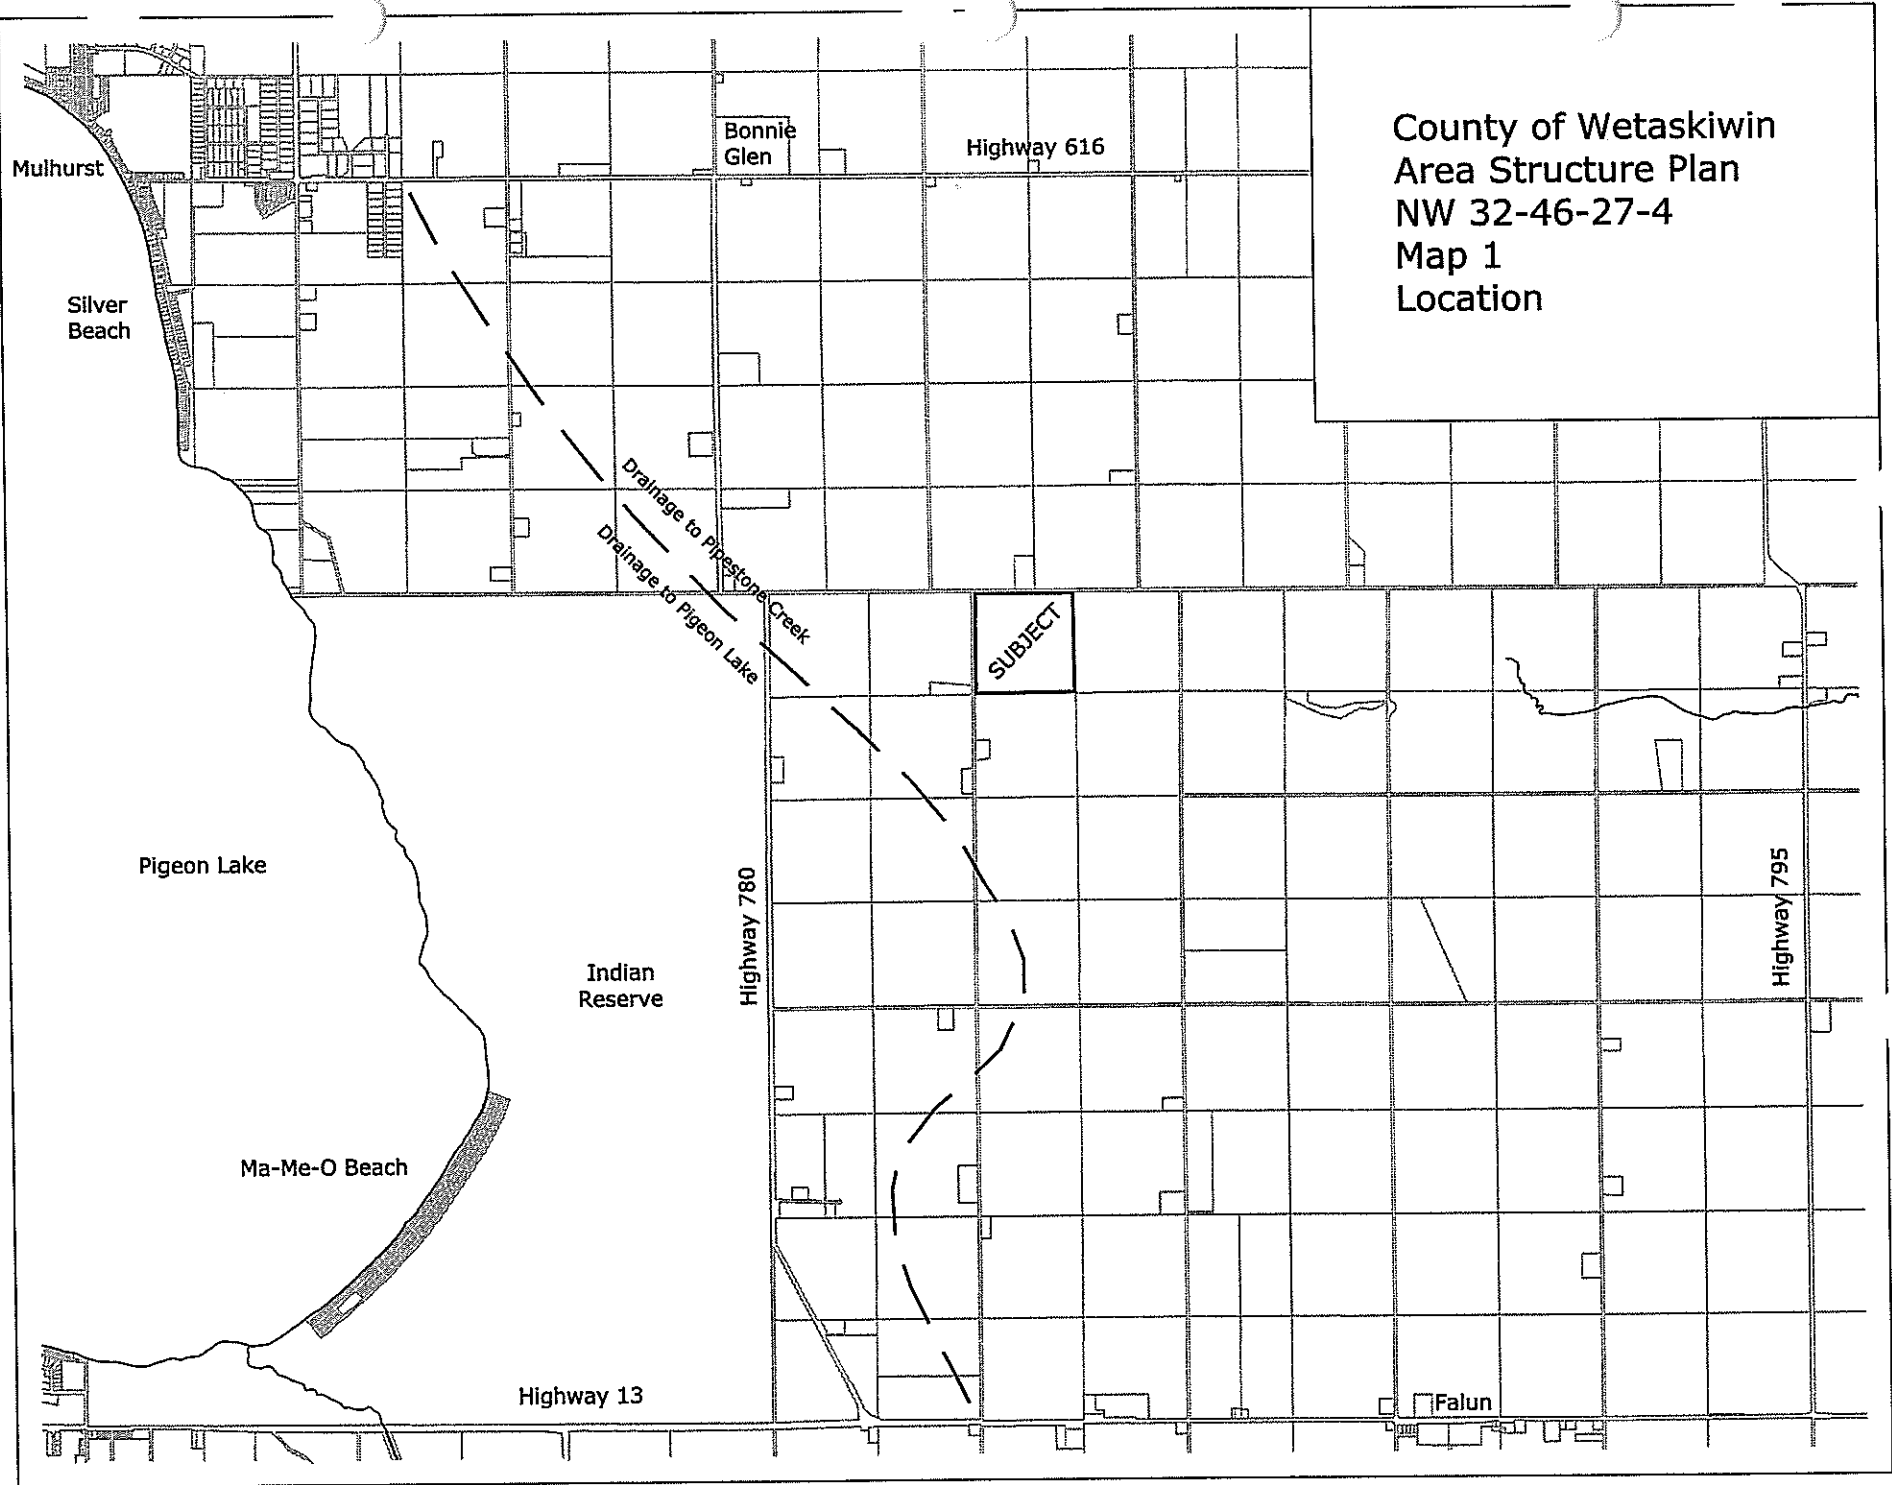 County of Wetaskiwin
Area Structure Plan
NW 32-46-27-4
Map 1
Location
Bonnie
Glen
Highway 616
Mulhurst
Silver
Beach
Drainage to Pipestone Creek
Drainage to Pigeon Lake
SUBJECT
Pigeon Lake
Highway 780
Highway 795
Indian
Reserve
Ma-Me-O Beach
Highway 13
Falun